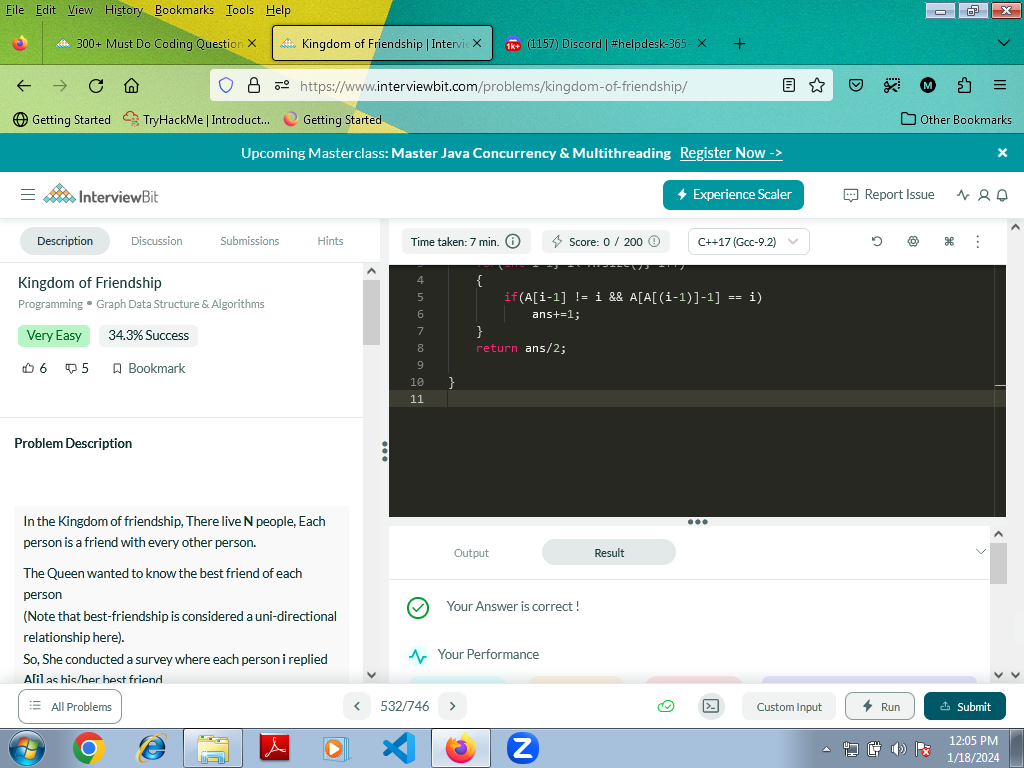 File Edit View History Bookmarks Tools Help
300+ Must Do Coding Question
Kingdom of Friendship | Intervi
(1157) Discord | #helpdesk-365-
https://www.interviewbit.com/problems/kingdom-of-friendship/
Getting Started
TryHackMe | Introduct...
Getting Started
Other Bookmarks
Upcoming Masterclass: Master Java Concurrency & Multithreading Register Now ->
InterviewBit
Experience Scaler
Report Issue
Description
Discussion
Submissions
Hints
Time taken: 7 min.
Score: 0 / 200
C++17 (Gcc-9.2)
Kingdom of Friendship
Programming • Graph Data Structure & Algorithms
Very Easy
34.3% Success
6
5
Bookmark
Problem Description
In the Kingdom of friendship, There live N people, Each
person is a friend with every other person.
The Queen wanted to know the best friend of each
person
(Note that best-friendship is considered a uni-directional
relationship here).
So, She conducted a survey where each person i replied
A[i] as his/her best friend
4 {
5 if(A[i-1] != i && A[A[(i-1)]-1] == i)
6 ans+=1;
7 }
8 return ans/2;
9
10 }
11
Output
Result
Your Answer is correct !
Your Performance
All Problems
532/746
Custom Input
Run
Submit
12:05 PM
1/18/2024